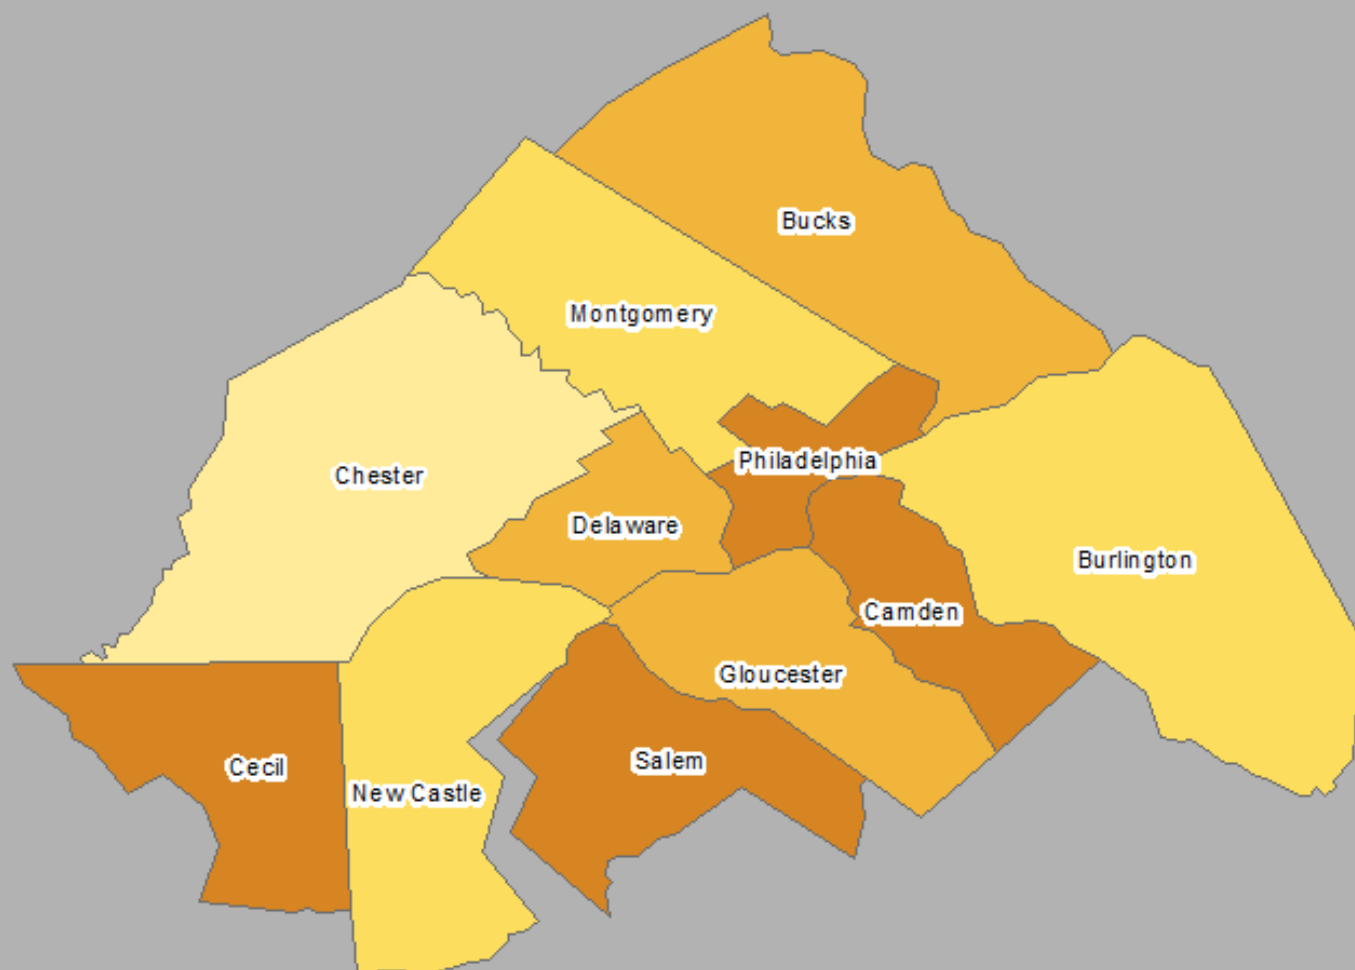 Bucks
Montgomery
Philadelphia
Chester
Delaware
Burlington
Camden
Gloucester
Salem
Cecil
New Castle